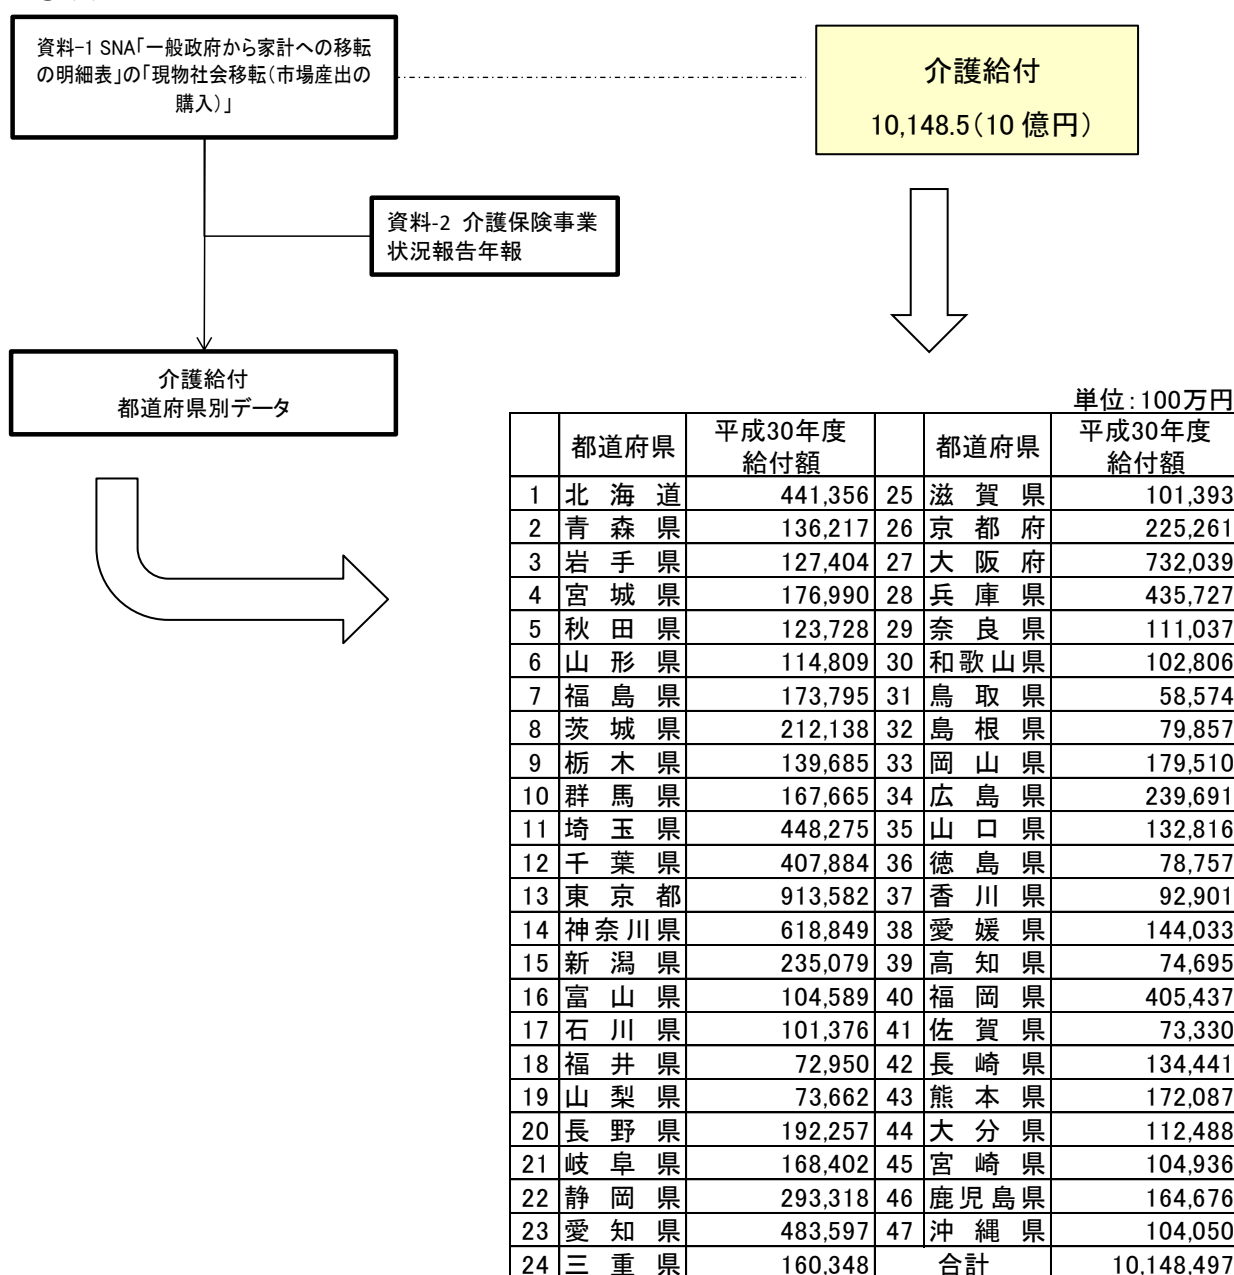 資料-1 SNA「一般政府から家計への移転
の明細表」の「現物社会移転(市場産出の
購入)」
介護給付
10,148.5(10 億円)
資料-2 介護保険事業
状況報告年報
介護給付
都道府県別データ
単位:100万円
都道府県 平成30年度 給付額 都道府県 平成30年度 給付額
1 北海道 441,356 25 滋賀県 101,393
2 青森県 136,217 26 京都府 225,261
3 岩手県 127,404 27 大阪府 732,039
4 宮城県 176,990 28 兵庫県 435,727
5 秋田県 123,728 29 奈良県 111,037
6 山形県 114,809 30 和歌山県 102,806
7 福島県 173,795 31 鳥取県 58,574
8 茨城県 212,138 32 島根県 79,857
9 栃木県 139,685 33 岡山県 179,510
10 群馬県 167,665 34 広島県 239,691
11 埼玉県 448,275 35 山口県 132,816
12 千葉県 407,884 36 徳島県 78,757
13 東京都 913,582 37 香川県 92,901
14 神奈川県 618,849 38 愛媛県 144,033
15 新潟県 235,079 39 高知県 74,695
16 富山県 104,589 40 福岡県 405,437
17 石川県 101,376 41 佐賀県 73,330
18 福井県 72,950 42 長崎県 134,441
19 山梨県 73,662 43 熊本県 172,087
20 長野県 192,257 44 大分県 112,488
21 岐阜県 168,402 45 宮崎県 104,936
22 静岡県 293,318 46 鹿児島県 164,676
23 愛知県 483,597 47 沖縄県 104,050
24 三重県 160,348 合計 10,148,497